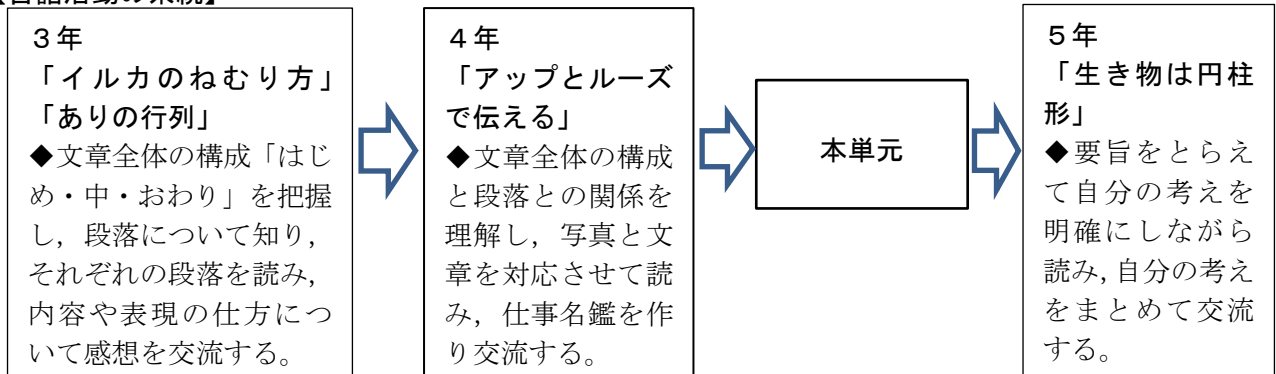 【言語活動の系統】
３年
「イルカのねむり方」
「ありの行列」
◆文章全体の構成「はじ
め・中・おわり」を把握
し，段落について知り，
それぞれの段落を読み，
内容や表現の仕方につ
いて感想を交流する。
４年
「アップとルーズ
で伝える」
◆文章全体の構成
と段落との関係を
理解し，写真と文
章を対応させて読
み，仕事名鑑を作
り交流する。
本単元
５年
「生き物は円柱
形」
◆要旨をとらえ
て自分の考えを
明確にしながら
読み，自分の考え
をまとめて交流
する。